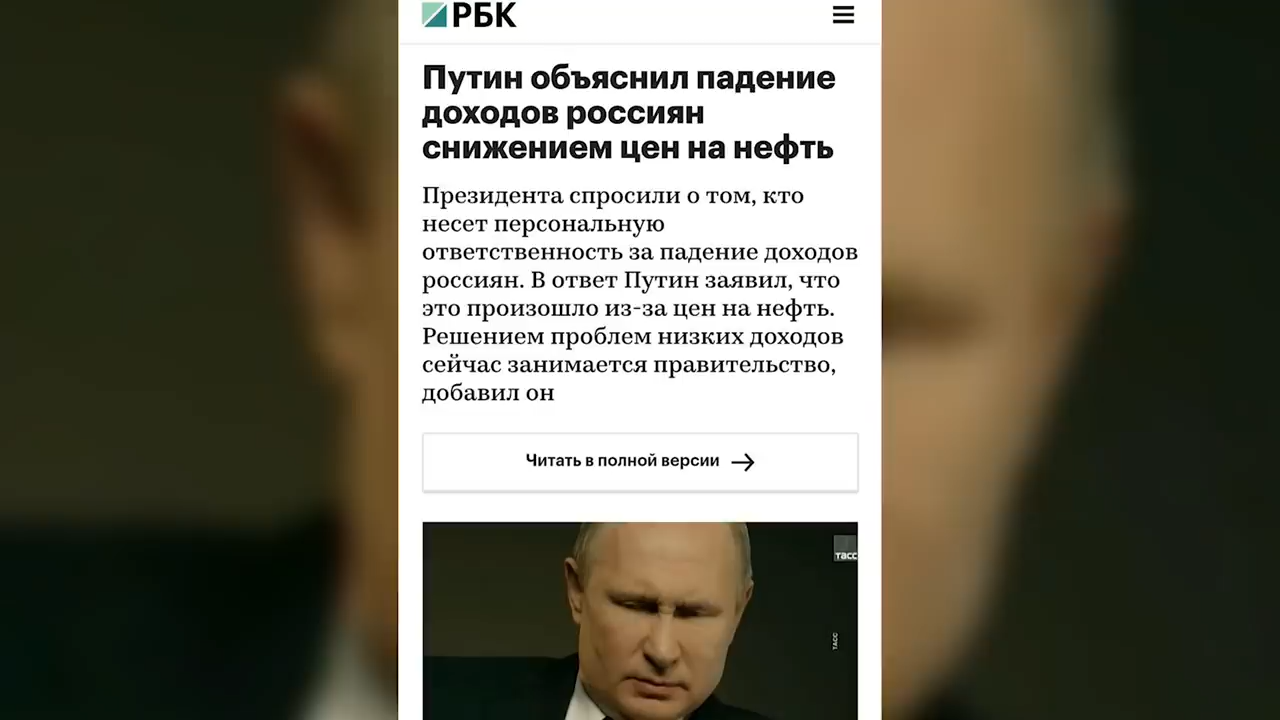 РБК
Путин объяснил падение
доходов россиян
снижением цен на нефть
Президента спросили о том, кто
несет персональную
ответственность за падение доходов
россиян. В ответ Путин заявил, что
это произошло из-за цен на нефть.
Решением проблем низких доходов
сейчас занимается правительство,
добавил он
Читать в полной версии
ТАСС
ТАСС